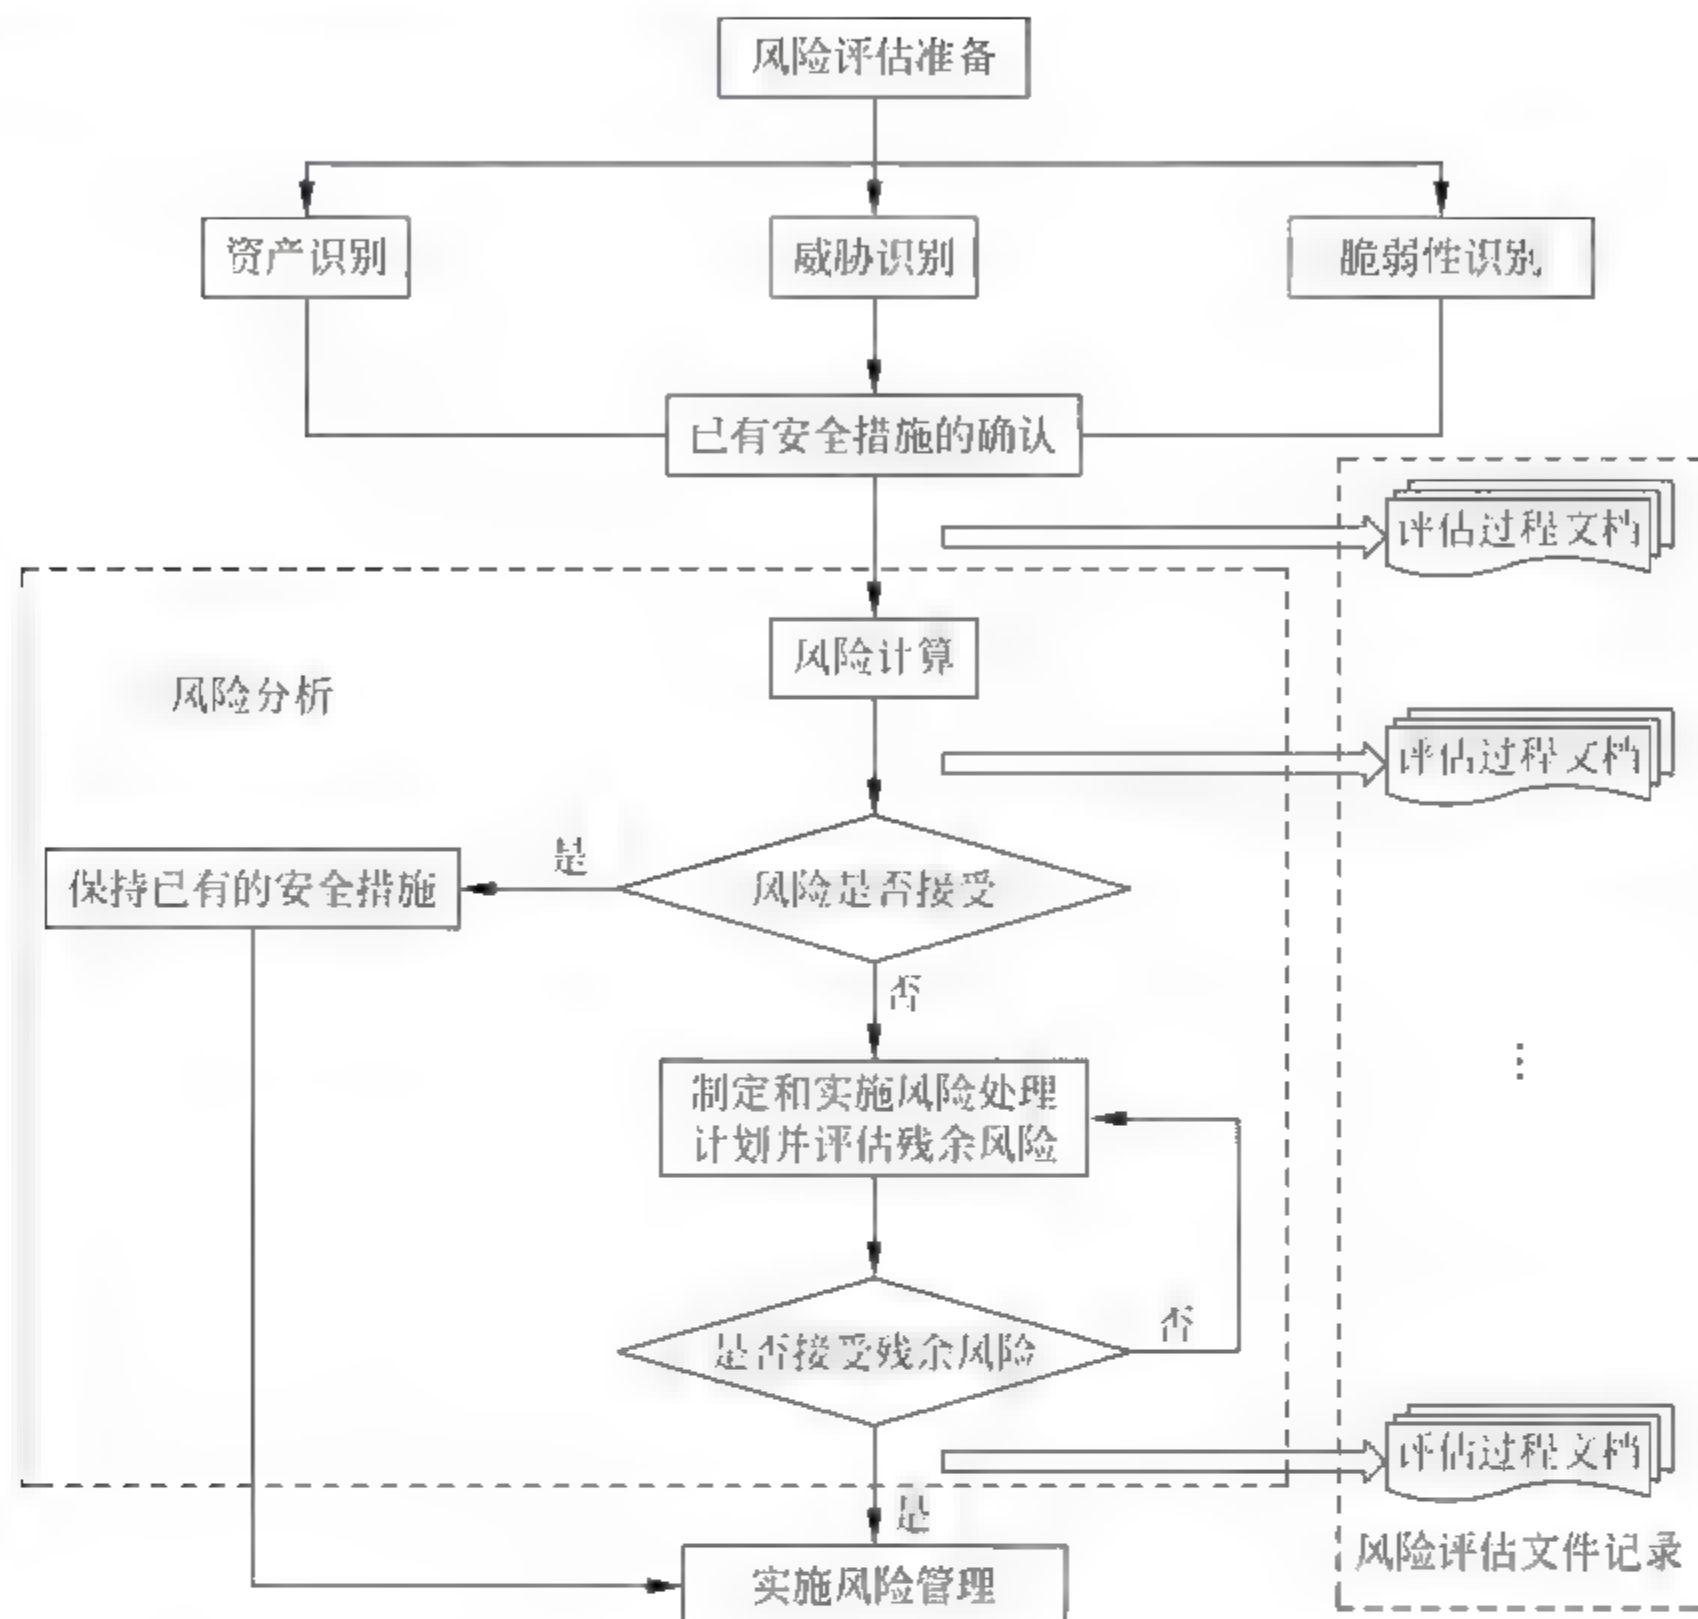 风险评估准备
资产识别
威胁识别
脆弱性识别
已有安全措施的确认
评估过程文档
风险计算
风险分析
评估过程文档
是
保持已有的安全措施
风险是否接受
否
制定和实施风险处理
计划并评估残余风险
⋮
是否接受残余风险
否
评估过程文档
是
风险评估文件记录
实施风险管理